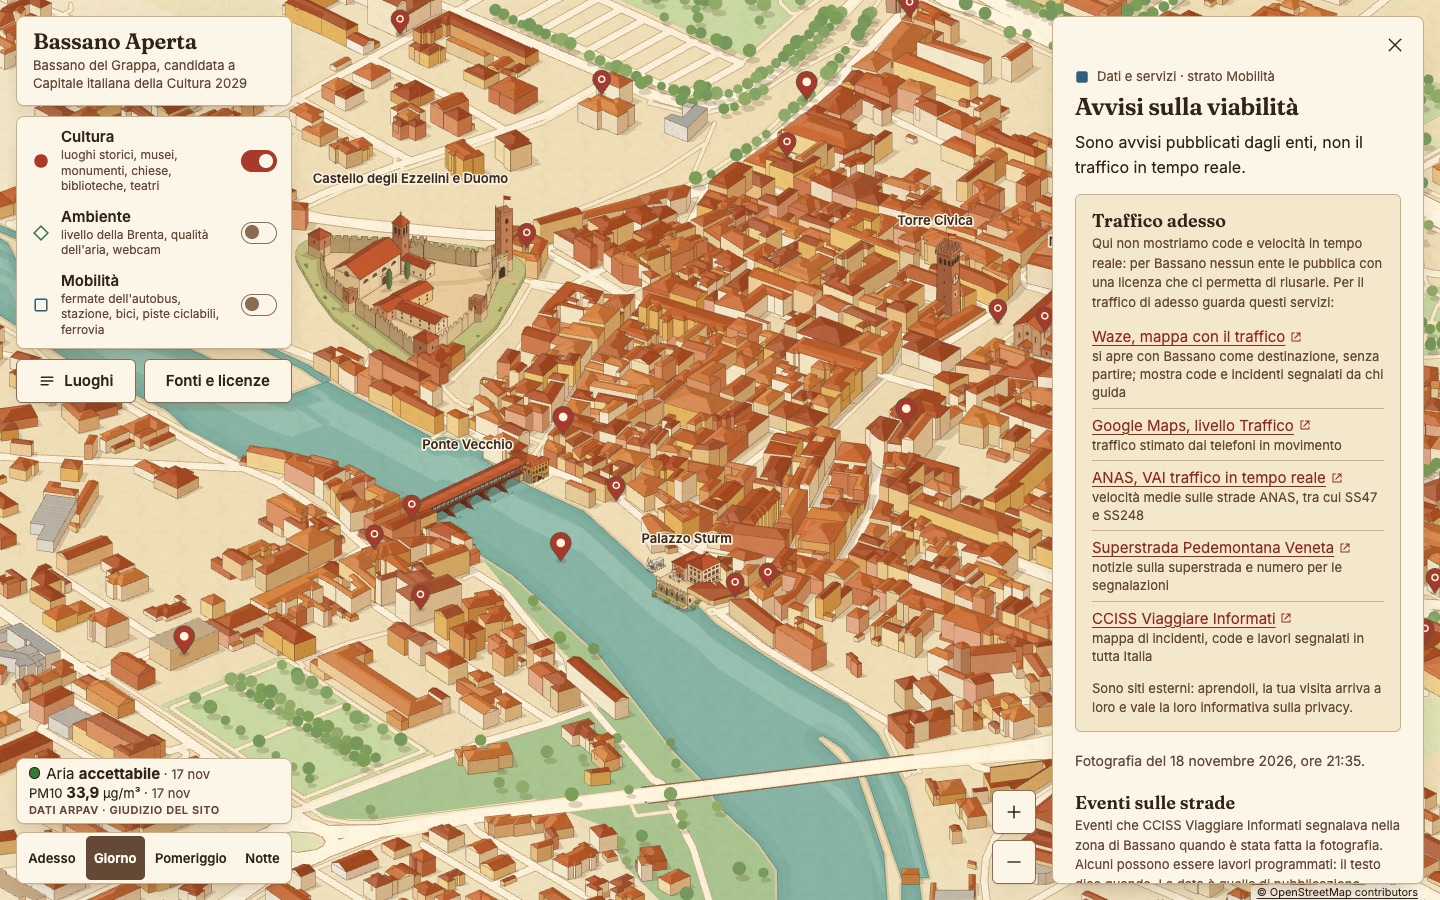 Bassano Aperta
Bassano del Grappa, candidata a
Capitale italiana della Cultura 2029
Cultura
luoghi storici, musei,
monumenti, chiese,
biblioteche, teatri
Ambiente
livello della Brenta, qualità
dell'aria, webcam
Mobilità
fermate dell'autobus,
stazione, bici, piste ciclabili,
ferrovia
Luoghi
Fonti e licenze
Castello degli Ezzelini e Duomo
Torre Civica
Ponte Vecchio
Palazzo Sturm
Aria accettabile · 17 nov
PM10 33,9 µg/m³ · 17 nov
DATI ARPAV · GIUDIZIO DEL SITO
Adesso
Giorno
Pomeriggio
Notte
+
−
Dati e servizi · strato Mobilità
Avvisi sulla viabilità
Sono avvisi pubblicati dagli enti, non il
traffico in tempo reale.
Traffico adesso
Qui non mostriamo code e velocità in tempo
reale: per Bassano nessun ente le pubblica con
una licenza che ci permetta di riusarle. Per il
traffico di adesso guarda questi servizi:
Waze, mappa con il traffico
si apre con Bassano come destinazione, senza
partire; mostra code e incidenti segnalati da chi
guida
Google Maps, livello Traffico
traffico stimato dai telefoni in movimento
ANAS, VAI traffico in tempo reale
velocità medie sulle strade ANAS, tra cui SS47
e SS248
Superstrada Pedemontana Veneta
notizie sulla superstrada e numero per le
segnalazioni
CCISS Viaggiare Informati
mappa di incidenti, code e lavori segnalati in
tutta Italia
Sono siti esterni: aprendoli, la tua visita arriva a
loro e vale la loro informativa sulla privacy.
Fotografia del 18 novembre 2026, ore 21:35.
Eventi sulle strade
Eventi che CCISS Viaggiare Informati segnalava nella
zona di Bassano quando è stata fatta la fotografia.
Alcuni possono essere lavori programmati: il testo
© OpenStreetMap contributors